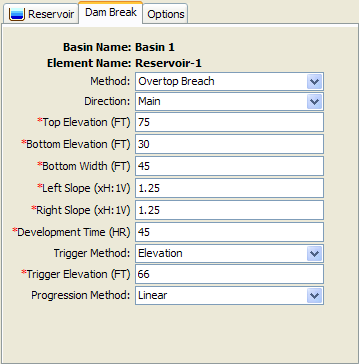 Reservoir Dam Break Options
Basin Name: Basin 1
Element Name: Reservoir-1
Method: Overtop Breach
Direction: Main
*Top Elevation (FT) 75
*Bottom Elevation (FT) 30
*Bottom Width (FT) 45
*Left Slope (xH:1V) 1.25
*Right Slope (xH:1V) 1.25
*Development Time (HR) 45
Trigger Method: Elevation
*Trigger Elevation (FT) 66
Progression Method: Linear